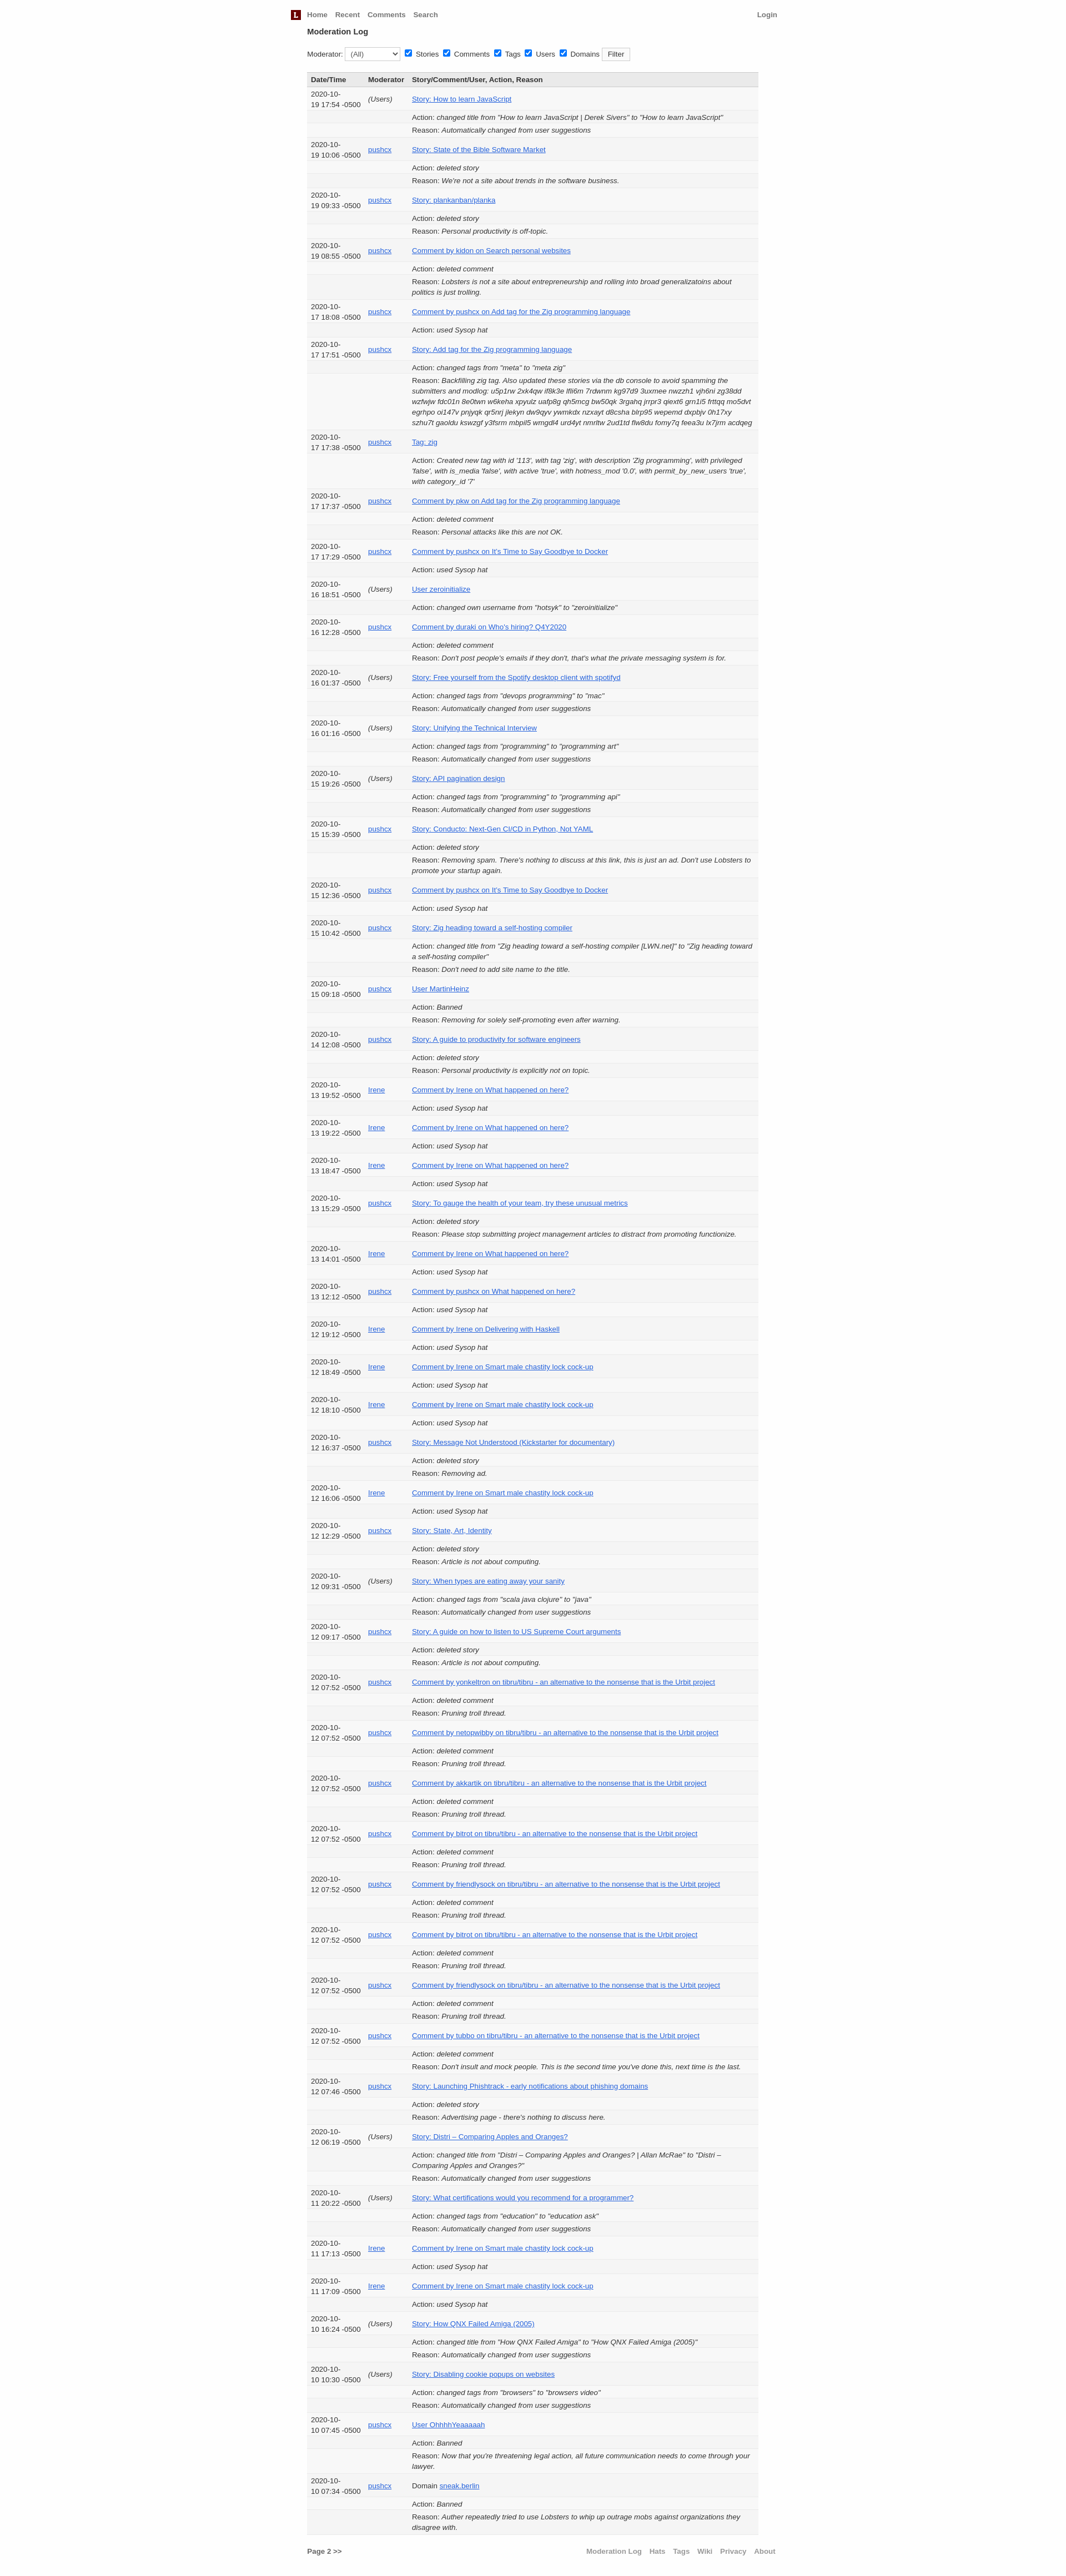 L Home Recent Comments Search Login
Moderation Log
Moderator: (All) Stories Comments Tags Users Domains Filter
Date/Time Moderator Story/Comment/User, Action, Reason
2020-10-
19 17:54 -0500 (Users) Story: How to learn JavaScript
Action: changed title from "How to learn JavaScript | Derek Sivers" to "How to learn JavaScript"
Reason: Automatically changed from user suggestions
2020-10-
19 10:06 -0500 pushcx Story: State of the Bible Software Market
Action: deleted story
Reason: We're not a site about trends in the software business.
2020-10-
19 09:33 -0500 pushcx Story: plankanban/planka
Action: deleted story
Reason: Personal productivity is off-topic.
2020-10-
19 08:55 -0500 pushcx Comment by kidon on Search personal websites
Action: deleted comment
Reason: Lobsters is not a site about entrepreneurship and rolling into broad generalizatoins about
politics is just trolling.
2020-10-
17 18:08 -0500 pushcx Comment by pushcx on Add tag for the Zig programming language
Action: used Sysop hat
2020-10-
17 17:51 -0500 pushcx Story: Add tag for the Zig programming language
Action: changed tags from "meta" to "meta zig"
Reason: Backfilling zig tag. Also updated these stories via the db console to avoid spamming the
submitters and modlog: u5p1rw 2xk4qw if8k3e lfli6m 7rdwnm kg97d9 3uxmee nwzzh1 vjh6ni zg38dd
wzfwjw fdc01n 8e0twn w6keha xpyulz uafp8g qh5mcg bw50qk 3rgahq jrrpr3 qiext6 grn1l5 frttqq mo5dvt
egrhpo oi147v pnjyqk qr5nrj jlekyn dw9qyv ywmkdx nzxayt d8csha blrp95 wepemd dxpbjv 0h17xy
szhu7t gaoldu kswzgf y3fsrm mbpil5 wmgdl4 urd4yt nmrltw 2ud1td flw8du fomy7q feea3u lx7jrm acdqeg
2020-10-
17 17:38 -0500 pushcx Tag: zig
Action: Created new tag with id '113', with tag 'zig', with description 'Zig programming', with privileged
'false', with is_media 'false', with active 'true', with hotness_mod '0.0', with permit_by_new_users 'true',
with category_id '7'
2020-10-
17 17:37 -0500 pushcx Comment by pkw on Add tag for the Zig programming language
Action: deleted comment
Reason: Personal attacks like this are not OK.
2020-10-
17 17:29 -0500 pushcx Comment by pushcx on It's Time to Say Goodbye to Docker
Action: used Sysop hat
2020-10-
16 18:51 -0500 (Users) User zeroinitialize
Action: changed own username from "hotsyk" to "zeroinitialize"
2020-10-
16 12:28 -0500 pushcx Comment by duraki on Who's hiring? Q4Y2020
Action: deleted comment
Reason: Don't post people's emails if they don't, that's what the private messaging system is for.
2020-10-
16 01:37 -0500 (Users) Story: Free yourself from the Spotify desktop client with spotifyd
Action: changed tags from "devops programming" to "mac"
Reason: Automatically changed from user suggestions
2020-10-
16 01:16 -0500 (Users) Story: Unifying the Technical Interview
Action: changed tags from "programming" to "programming art"
Reason: Automatically changed from user suggestions
2020-10-
15 19:26 -0500 (Users) Story: API pagination design
Action: changed tags from "programming" to "programming api"
Reason: Automatically changed from user suggestions
2020-10-
15 15:39 -0500 pushcx Story: Conducto: Next-Gen CI/CD in Python, Not YAML
Action: deleted story
Reason: Removing spam. There's nothing to discuss at this link, this is just an ad. Don't use Lobsters to
promote your startup again.
2020-10-
15 12:36 -0500 pushcx Comment by pushcx on It's Time to Say Goodbye to Docker
Action: used Sysop hat
2020-10-
15 10:42 -0500 pushcx Story: Zig heading toward a self-hosting compiler
Action: changed title from "Zig heading toward a self-hosting compiler [LWN.net]" to "Zig heading toward
a self-hosting compiler"
Reason: Don't need to add site name to the title.
2020-10-
15 09:18 -0500 pushcx User MartinHeinz
Action: Banned
Reason: Removing for solely self-promoting even after warning.
2020-10-
14 12:08 -0500 pushcx Story: A guide to productivity for software engineers
Action: deleted story
Reason: Personal productivity is explicitly not on topic.
2020-10-
13 19:52 -0500 Irene Comment by Irene on What happened on here?
Action: used Sysop hat
2020-10-
13 19:22 -0500 Irene Comment by Irene on What happened on here?
Action: used Sysop hat
2020-10-
13 18:47 -0500 Irene Comment by Irene on What happened on here?
Action: used Sysop hat
2020-10-
13 15:29 -0500 pushcx Story: To gauge the health of your team, try these unusual metrics
Action: deleted story
Reason: Please stop submitting project management articles to distract from promoting functionize.
2020-10-
13 14:01 -0500 Irene Comment by Irene on What happened on here?
Action: used Sysop hat
2020-10-
13 12:12 -0500 pushcx Comment by pushcx on What happened on here?
Action: used Sysop hat
2020-10-
12 19:12 -0500 Irene Comment by Irene on Delivering with Haskell
Action: used Sysop hat
2020-10-
12 18:49 -0500 Irene Comment by Irene on Smart male chastity lock cock-up
Action: used Sysop hat
2020-10-
12 18:10 -0500 Irene Comment by Irene on Smart male chastity lock cock-up
Action: used Sysop hat
2020-10-
12 16:37 -0500 pushcx Story: Message Not Understood (Kickstarter for documentary)
Action: deleted story
Reason: Removing ad.
2020-10-
12 16:06 -0500 Irene Comment by Irene on Smart male chastity lock cock-up
Action: used Sysop hat
2020-10-
12 12:29 -0500 pushcx Story: State, Art, Identity
Action: deleted story
Reason: Article is not about computing.
2020-10-
12 09:31 -0500 (Users) Story: When types are eating away your sanity
Action: changed tags from "scala java clojure" to "java"
Reason: Automatically changed from user suggestions
2020-10-
12 09:17 -0500 pushcx Story: A guide on how to listen to US Supreme Court arguments
Action: deleted story
Reason: Article is not about computing.
2020-10-
12 07:52 -0500 pushcx Comment by yonkeltron on tibru/tibru - an alternative to the nonsense that is the Urbit project
Action: deleted comment
Reason: Pruning troll thread.
2020-10-
12 07:52 -0500 pushcx Comment by netopwibby on tibru/tibru - an alternative to the nonsense that is the Urbit project
Action: deleted comment
Reason: Pruning troll thread.
2020-10-
12 07:52 -0500 pushcx Comment by akkartik on tibru/tibru - an alternative to the nonsense that is the Urbit project
Action: deleted comment
Reason: Pruning troll thread.
2020-10-
12 07:52 -0500 pushcx Comment by bitrot on tibru/tibru - an alternative to the nonsense that is the Urbit project
Action: deleted comment
Reason: Pruning troll thread.
2020-10-
12 07:52 -0500 pushcx Comment by friendlysock on tibru/tibru - an alternative to the nonsense that is the Urbit project
Action: deleted comment
Reason: Pruning troll thread.
2020-10-
12 07:52 -0500 pushcx Comment by bitrot on tibru/tibru - an alternative to the nonsense that is the Urbit project
Action: deleted comment
Reason: Pruning troll thread.
2020-10-
12 07:52 -0500 pushcx Comment by friendlysock on tibru/tibru - an alternative to the nonsense that is the Urbit project
Action: deleted comment
Reason: Pruning troll thread.
2020-10-
12 07:52 -0500 pushcx Comment by tubbo on tibru/tibru - an alternative to the nonsense that is the Urbit project
Action: deleted comment
Reason: Don't insult and mock people. This is the second time you've done this, next time is the last.
2020-10-
12 07:46 -0500 pushcx Story: Launching Phishtrack - early notifications about phishing domains
Action: deleted story
Reason: Advertising page - there's nothing to discuss here.
2020-10-
12 06:19 -0500 (Users) Story: Distri – Comparing Apples and Oranges?
Action: changed title from "Distri – Comparing Apples and Oranges? | Allan McRae" to "Distri –
Comparing Apples and Oranges?"
Reason: Automatically changed from user suggestions
2020-10-
11 20:22 -0500 (Users) Story: What certifications would you recommend for a programmer?
Action: changed tags from "education" to "education ask"
Reason: Automatically changed from user suggestions
2020-10-
11 17:13 -0500 Irene Comment by Irene on Smart male chastity lock cock-up
Action: used Sysop hat
2020-10-
11 17:09 -0500 Irene Comment by Irene on Smart male chastity lock cock-up
Action: used Sysop hat
2020-10-
10 16:24 -0500 (Users) Story: How QNX Failed Amiga (2005)
Action: changed title from "How QNX Failed Amiga" to "How QNX Failed Amiga (2005)"
Reason: Automatically changed from user suggestions
2020-10-
10 10:30 -0500 (Users) Story: Disabling cookie popups on websites
Action: changed tags from "browsers" to "browsers video"
Reason: Automatically changed from user suggestions
2020-10-
10 07:45 -0500 pushcx User OhhhhYeaaaaah
Action: Banned
Reason: Now that you're threatening legal action, all future communication needs to come through your
lawyer.
2020-10-
10 07:34 -0500 pushcx Domain sneak.berlin
Action: Banned
Reason: Auther repeatedly tried to use Lobsters to whip up outrage mobs against organizations they
disagree with.
Page 2 >> Moderation Log Hats Tags Wiki Privacy About